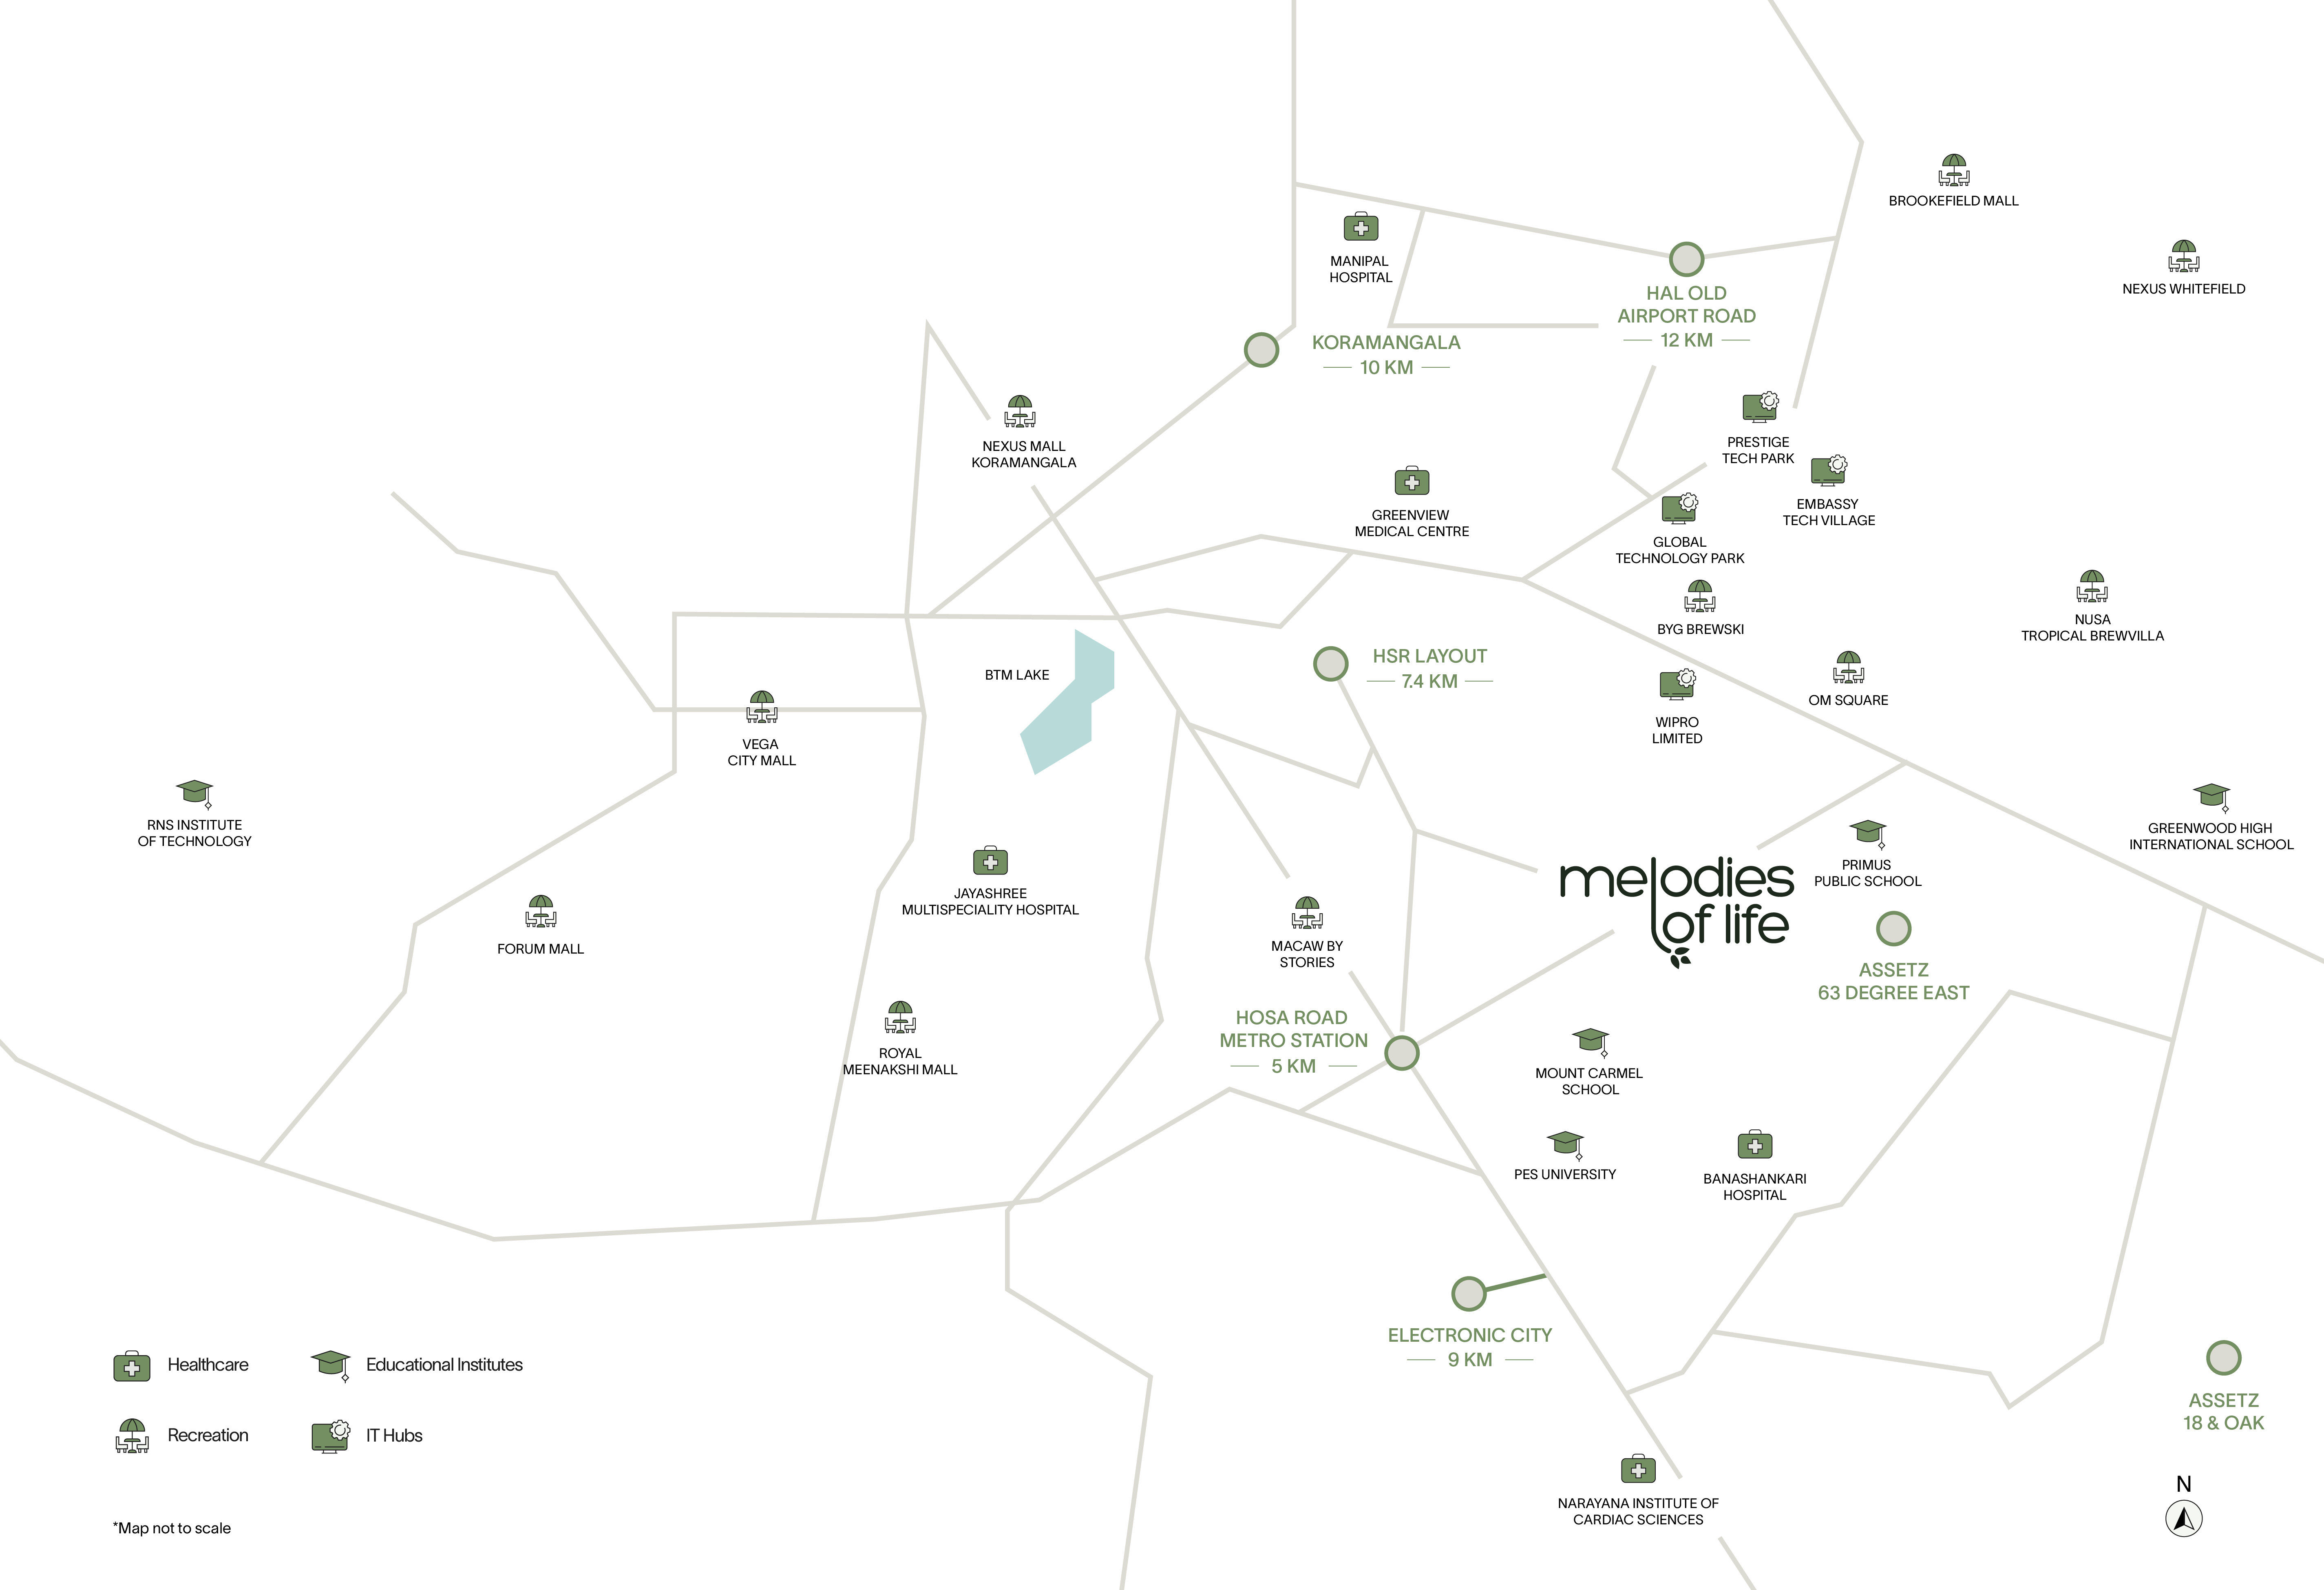 BROOKEFIELD MALL
MANIPAL
HOSPITAL
NEXUS WHITEFIELD
HAL OLD
AIRPORT ROAD
12 KM
KORAMANGALA
10 KM
NEXUS MALL
KORAMANGALA
PRESTIGE
TECH PARK
GREENVIEW
MEDICAL CENTRE
EMBASSY
TECH VILLAGE
GLOBAL
TECHNOLOGY PARK
BYG BREWSKI
NUSA
TROPICAL BREWVILLA
HSR LAYOUT
7.4 KM
BTM LAKE
OM SQUARE
WIPRO
LIMITED
VEGA
CITY MALL
RNS INSTITUTE
OF TECHNOLOGY
GREENWOOD HIGH
INTERNATIONAL SCHOOL
PRIMUS
PUBLIC SCHOOL
melodies
of life
JAYASHREE
MULTISPECIALITY HOSPITAL
FORUM MALL
MACAW BY
STORIES
ASSETZ
63 DEGREE EAST
HOSA ROAD
METRO STATION
5 KM
ROYAL
MEENAKSHI MALL
MOUNT CARMEL
SCHOOL
PES UNIVERSITY
BANASHANKARI
HOSPITAL
ELECTRONIC CITY
9 KM
ASSETZ
18 & OAK
Healthcare
Educational Institutes
Recreation
IT Hubs
N
NARAYANA INSTITUTE OF
CARDIAC SCIENCES
*Map not to scale